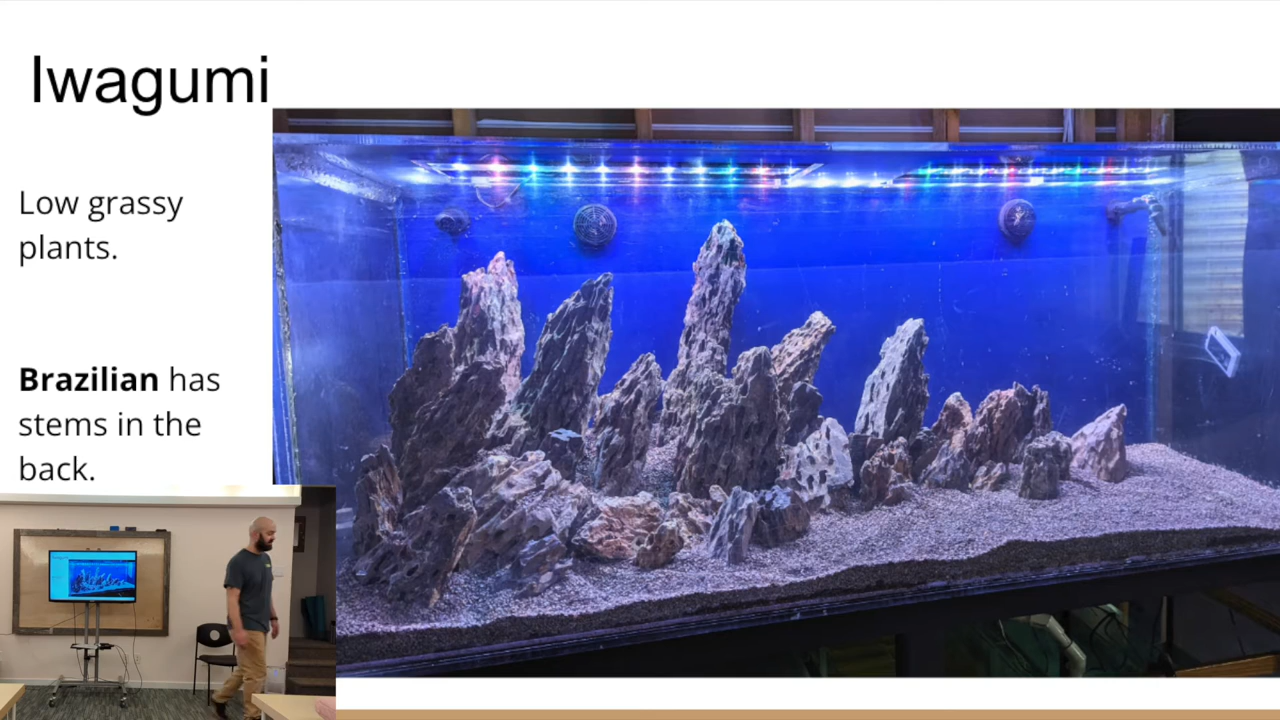 Iwagumi
Low grassy
plants.
Brazilian has
stems in the
back.